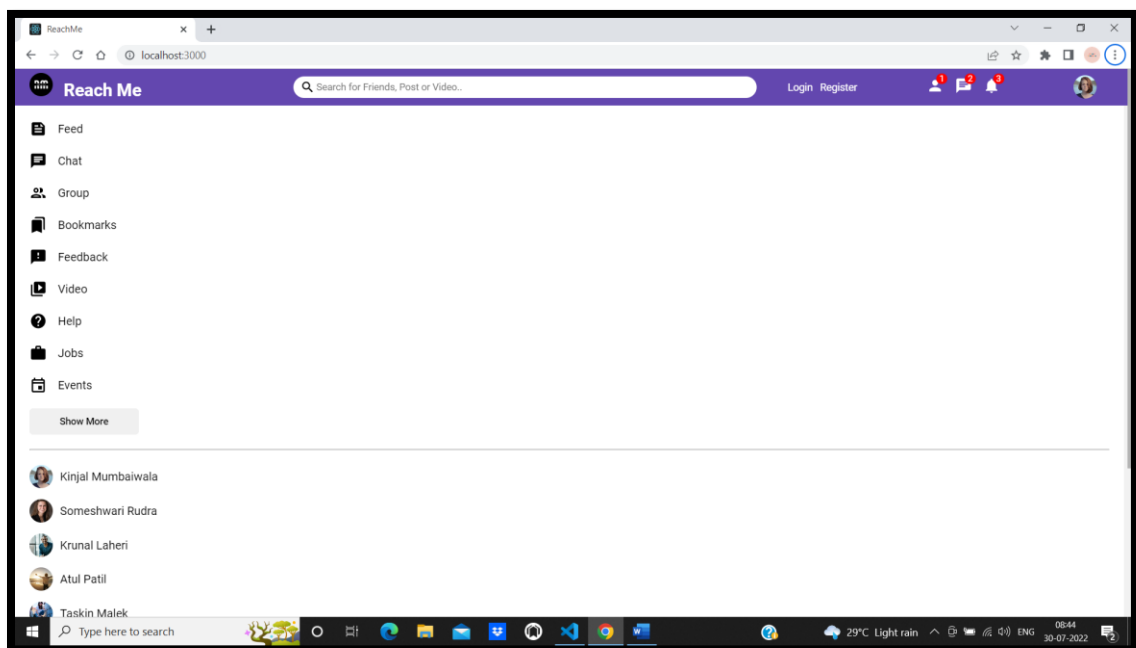 ReachMe
localhost:3000
Reach Me
Search for Friends, Post or Video..
Login Register
1 2 3
Feed
Chat
Group
Bookmarks
Feedback
Video
Help
Jobs
Events
Show More
Kinjal Mumbaiwala
Someshwari Rudra
Krunal Laheri
Atul Patil
Taskin Malek
Type here to search
29°C Light rain
ENG
08:44
30-07-2022
2